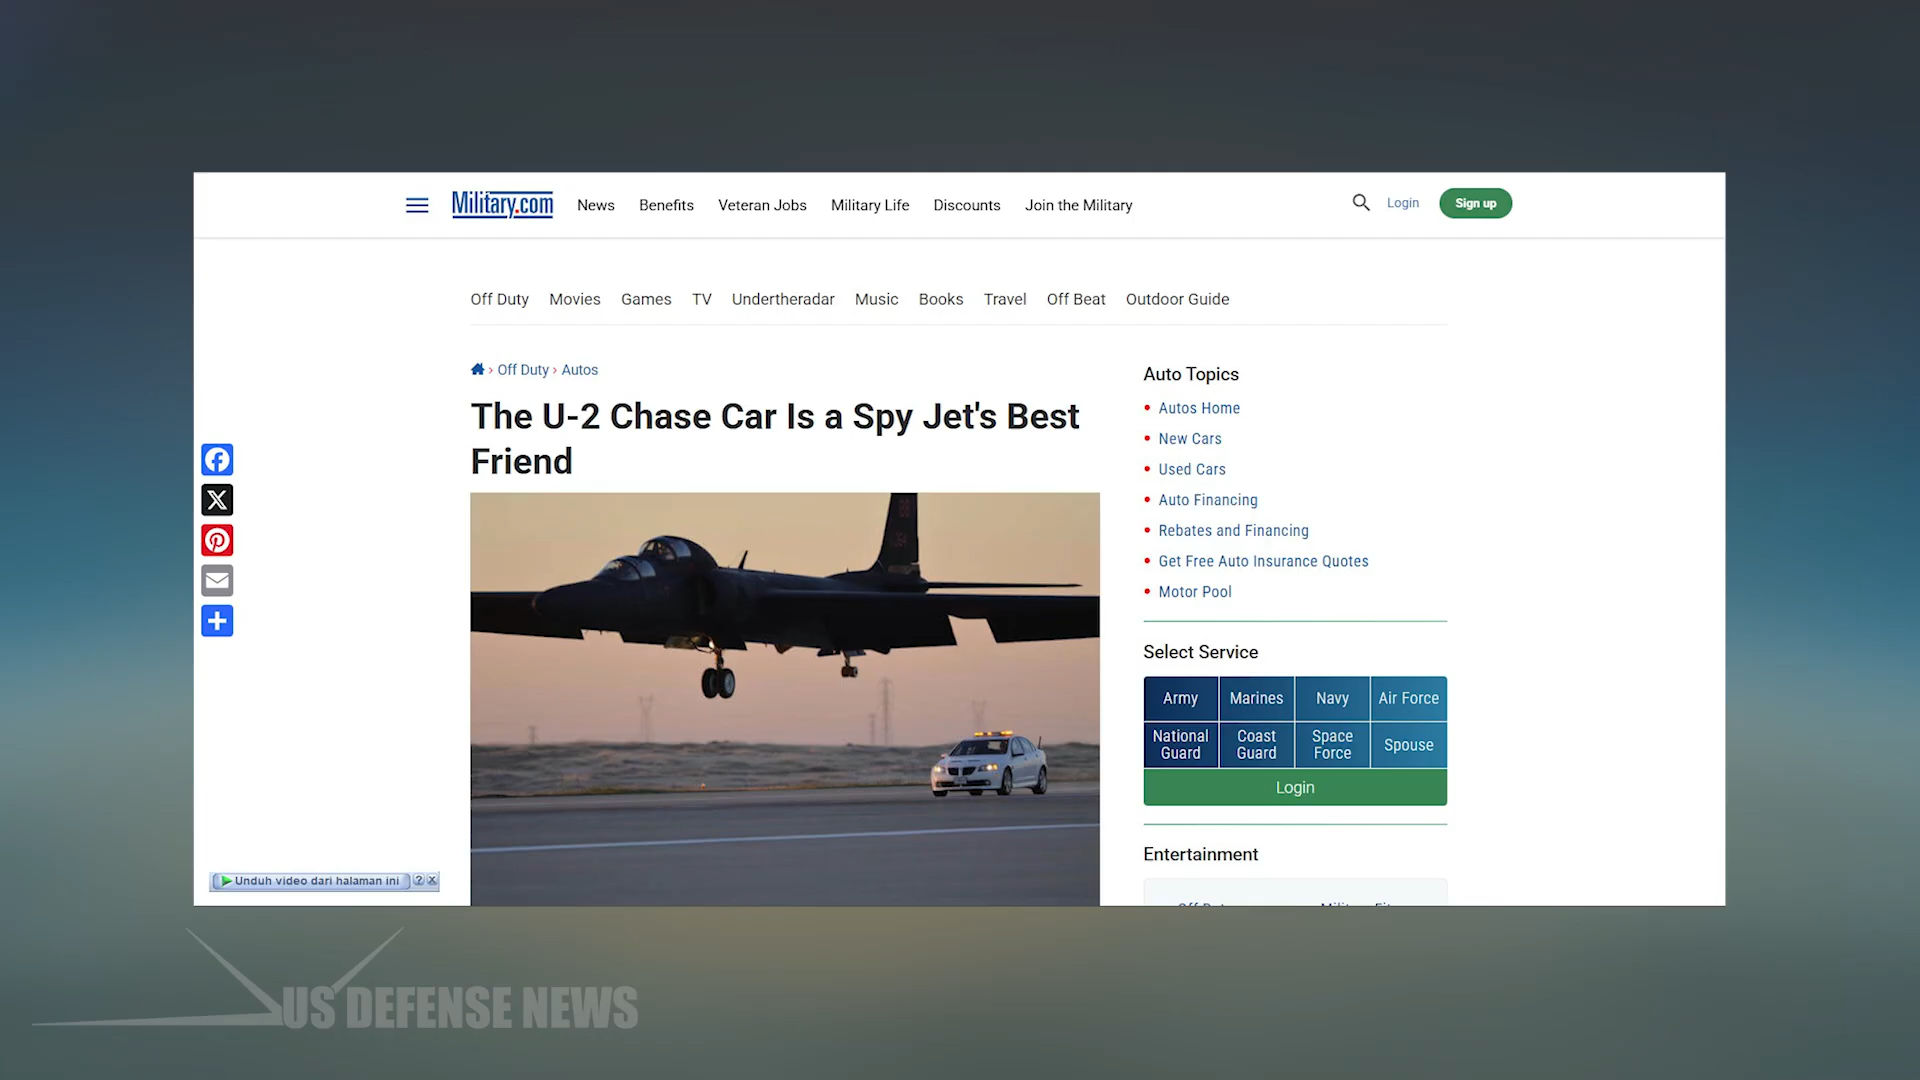 Military.com
News Benefits Veteran Jobs Military Life Discounts Join the Military
Login
Sign up
Off Duty Movies Games TV Undertheradar Music Books Travel Off Beat Outdoor Guide
Off Duty › Autos
The U-2 Chase Car Is a Spy Jet's Best
Friend
Auto Topics
Autos Home
New Cars
Used Cars
Auto Financing
Rebates and Financing
Get Free Auto Insurance Quotes
Motor Pool
Select Service
Army Marines Navy Air Force
National Guard
Coast Guard
Space Force
Spouse
Login
Entertainment
Unduh video dari halaman ini
US DEFENSE NEWS